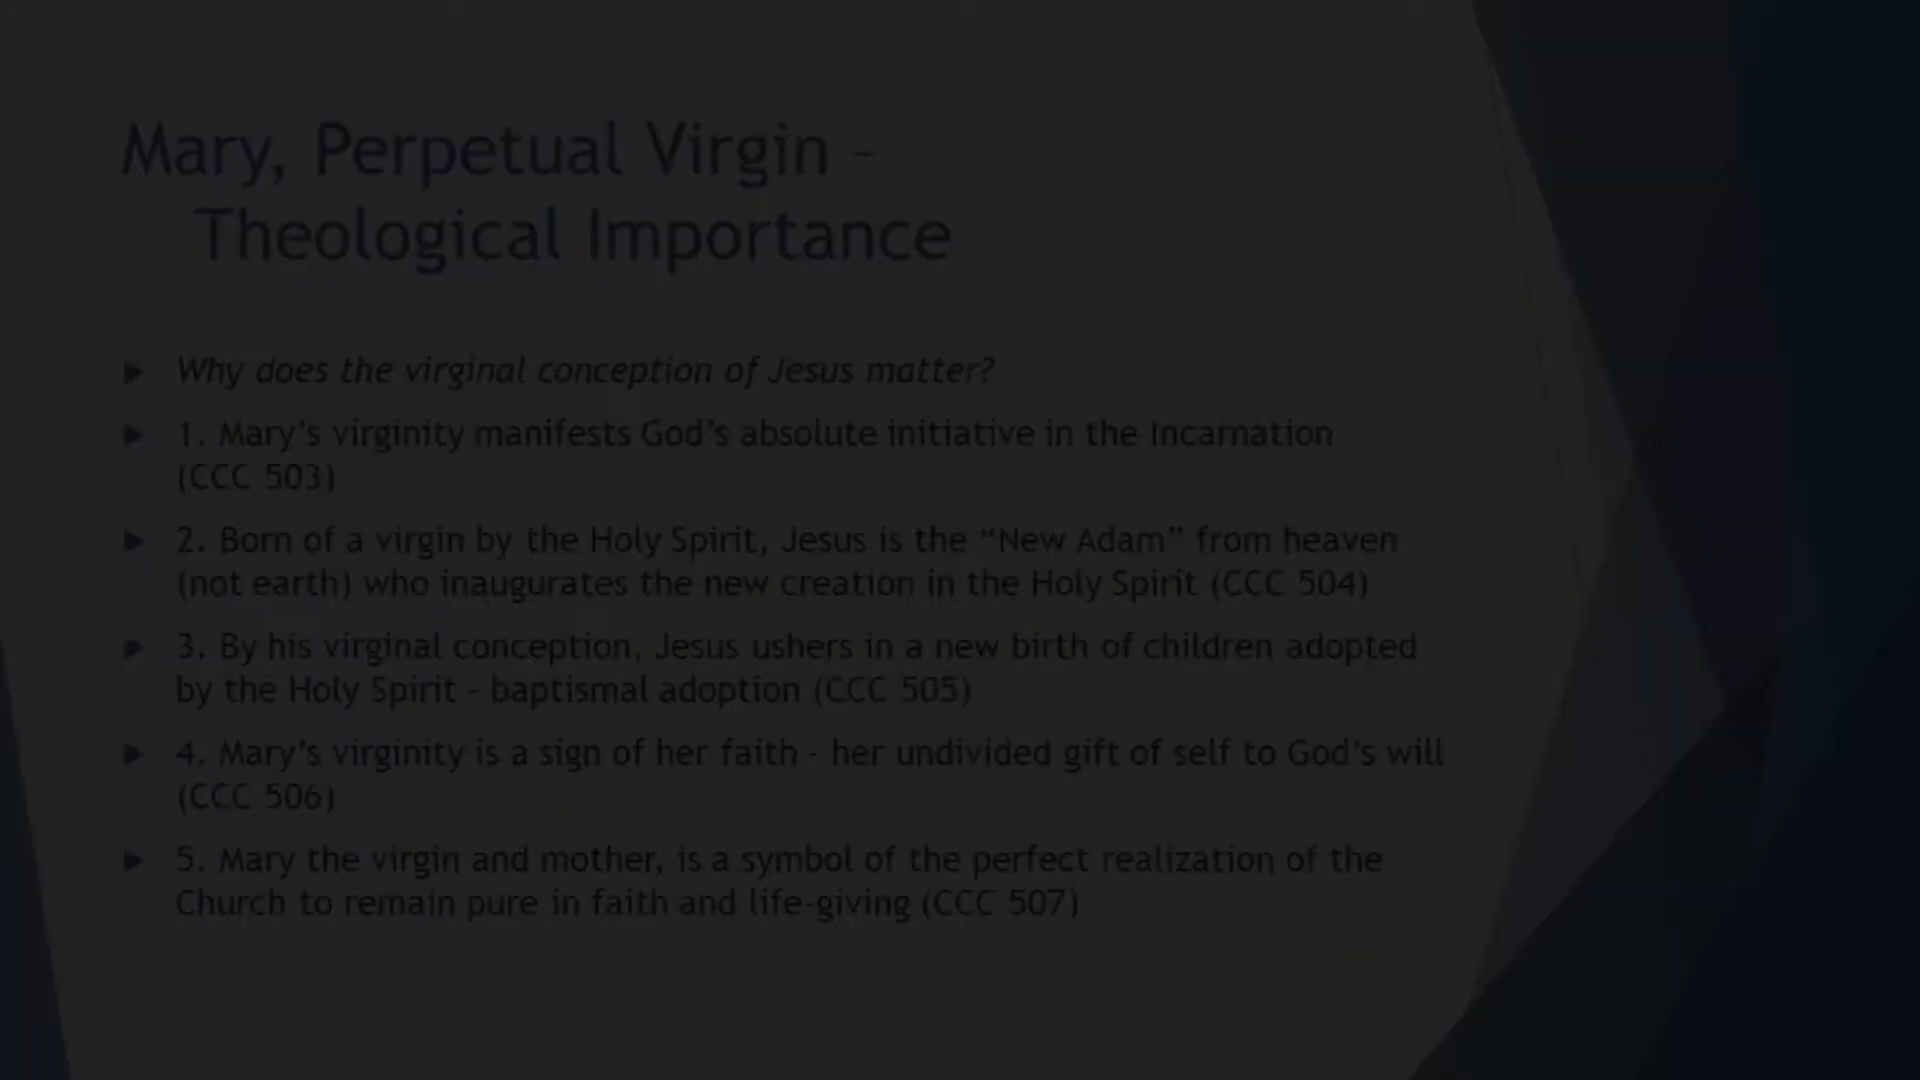 Mary, Perpetual Virgin –
Theological Importance
Why does the virginal conception of Jesus matter?
1. Mary’s virginity manifests God’s absolute initiative in the Incarnation
(CCC 503)
2. Born of a virgin by the Holy Spirit, Jesus is the “New Adam” from heaven
(not earth) who inaugurates the new creation in the Holy Spirit (CCC 504)
3. By his virginal conception, Jesus ushers in a new birth of children adopted
by the Holy Spirit – baptismal adoption (CCC 505)
4. Mary’s virginity is a sign of her faith - her undivided gift of self to God’s will
(CCC 506)
5. Mary the virgin and mother, is a symbol of the perfect realization of the
Church to remain pure in faith and life-giving (CCC 507)